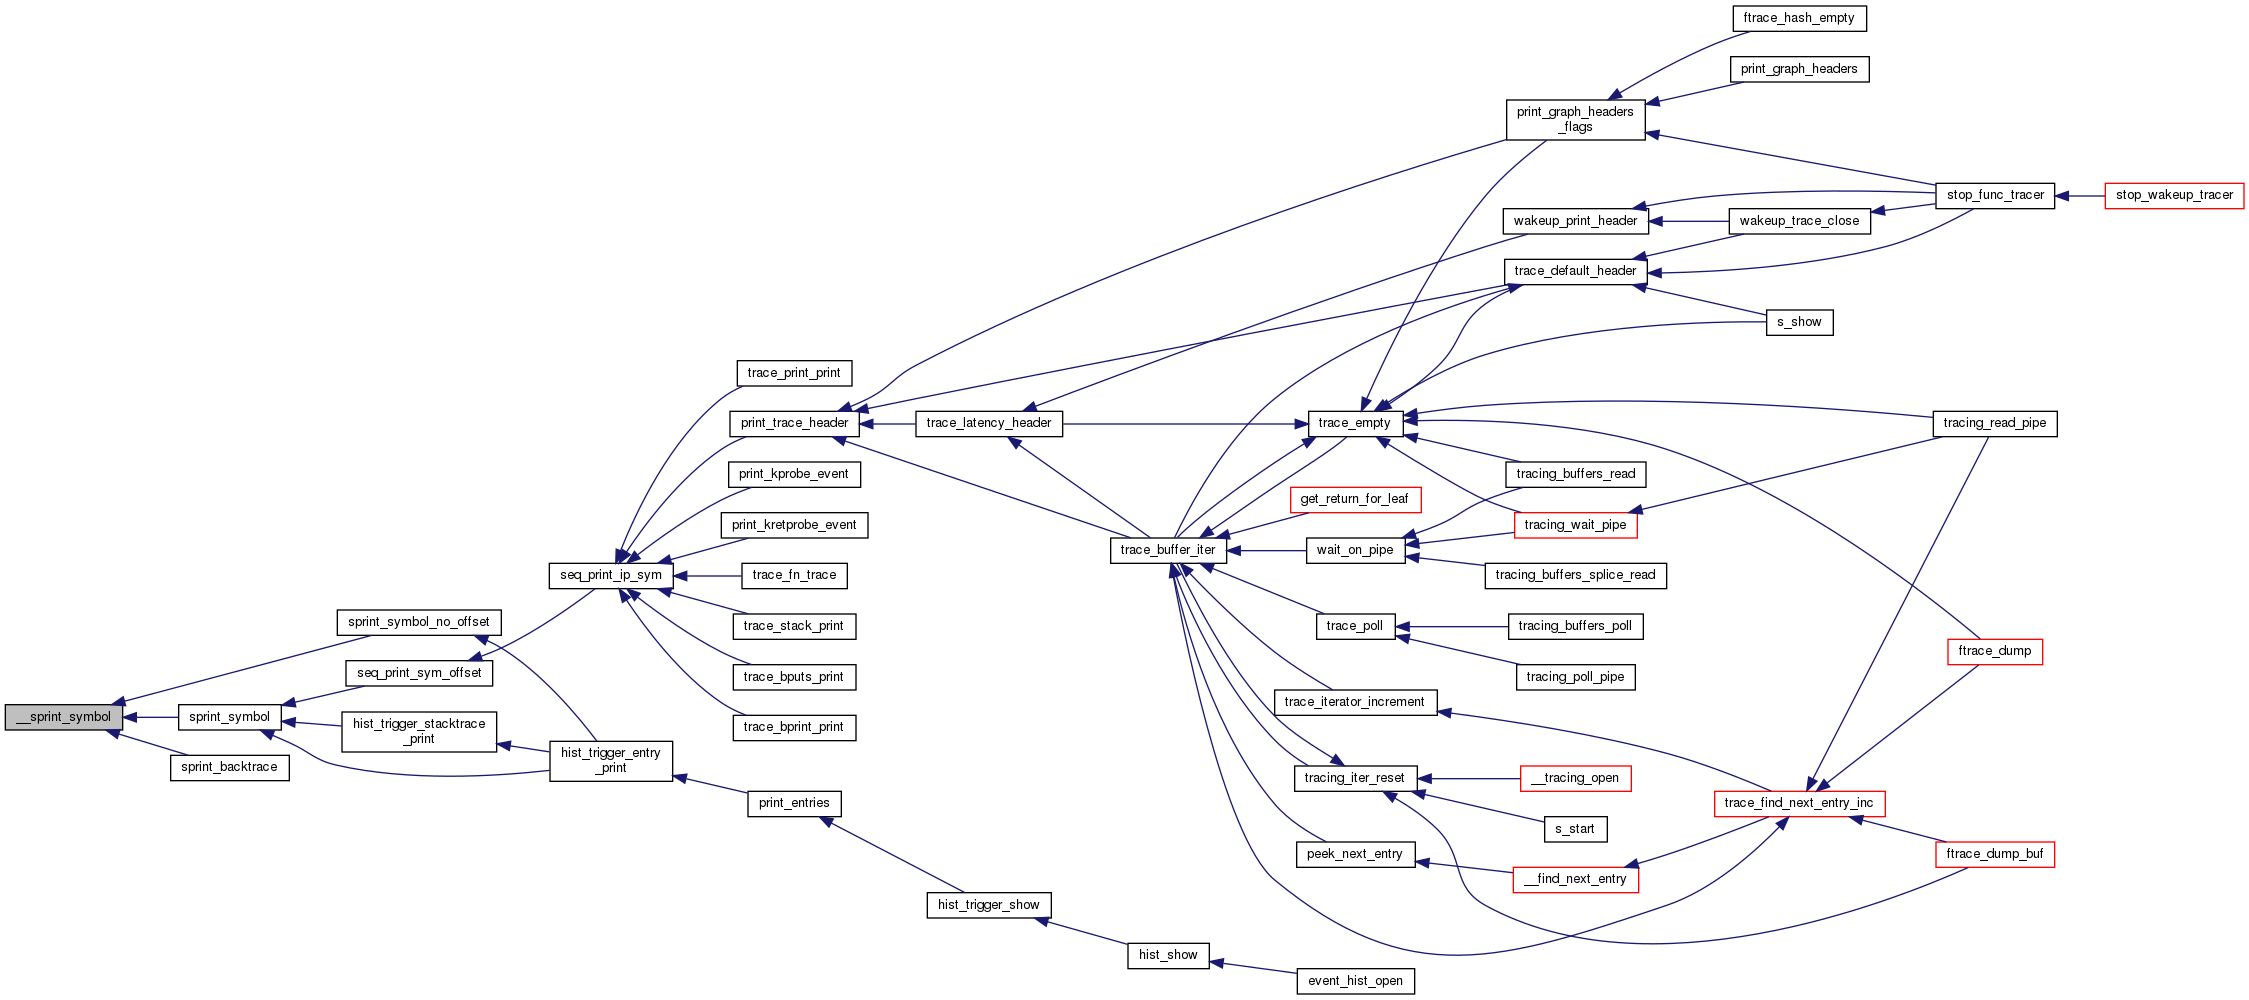 ftrace_hash_empty
print_graph_headers
print_graph_headers
_flags
stop_func_tracer
stop_wakeup_tracer
wakeup_print_header
wakeup_trace_close
trace_default_header
s_show
trace_print_print
print_trace_header
trace_latency_header
trace_empty
tracing_read_pipe
print_kprobe_event
tracing_buffers_read
get_return_for_leaf
print_kretprobe_event
tracing_wait_pipe
trace_buffer_iter
wait_on_pipe
seq_print_ip_sym
trace_fn_trace
tracing_buffers_splice_read
sprint_symbol_no_offset
trace_stack_print
trace_poll
tracing_buffers_poll
ftrace_dump
seq_print_sym_offset
trace_bputs_print
tracing_poll_pipe
trace_iterator_increment
__sprint_symbol
sprint_symbol
hist_trigger_stacktrace
_print
trace_bprint_print
sprint_backtrace
hist_trigger_entry
_print
tracing_iter_reset
__tracing_open
print_entries
trace_find_next_entry_inc
s_start
peek_next_entry
ftrace_dump_buf
__find_next_entry
hist_trigger_show
hist_show
event_hist_open